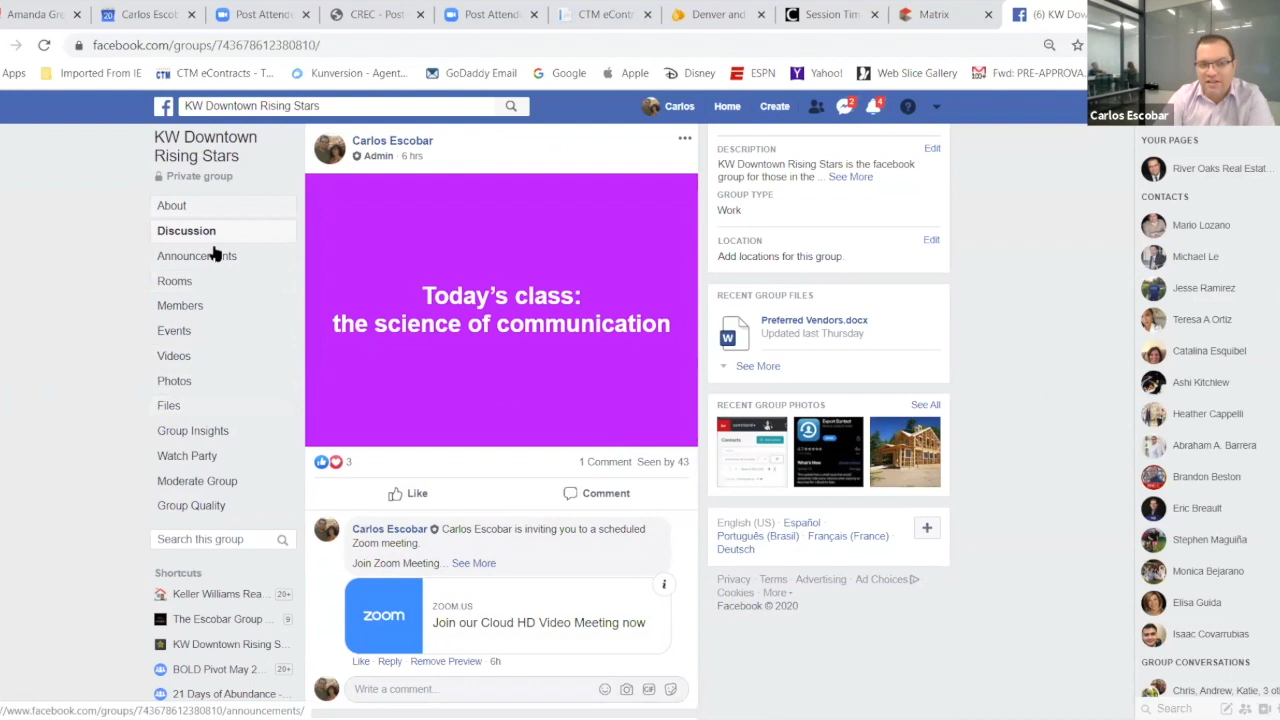 Amanda Gre
Carlos Escob
Post Attend
CREC - Post
Post Attend
CTM eContr
Denver and
Session Tim
Matrix
(6) KW Dow
facebook.com/groups/743678612380810/
Apps
Imported From IE
CTM eContracts - T...
Kunversion - Agent...
GoDaddy Email
Google
Apple
Disney
ESPN
Yahoo!
Web Slice Gallery
Fwd: PRE-APPROVA
Carlos Escobar
KW Downtown Rising Stars
Carlos
Home
Create
2
4
KW Downtown
Rising Stars
Private group
About
Discussion
Announcements
Rooms
Members
Events
Videos
Photos
Files
Group Insights
Watch Party
Moderate Group
Group Quality
Search this group
Shortcuts
Keller Williams Rea... 20+
The Escobar Group ... 9
KW Downtown Rising S...
BOLD Pivot May 2... 20+
21 Days of Abundance -...
//www.facebook.com/groups/743678612380810/announcements/
Carlos Escobar
Admin · 6 hrs
Today's class:
the science of communication
3
Comment Seen by 43
Like
Comment
Carlos Escobar Carlos Escobar is inviting you to a scheduled
Zoom meeting.
Join Zoom Meeting... See More
zoom
ZOOM.US
Join our Cloud HD Video Meeting now
Like · Reply · Remove Preview · 6h
Write a comment...
GIF
DESCRIPTION
Edit
KW Downtown Rising Stars is the facebook
group for those in the ... See More
GROUP TYPE
Work
LOCATION
Edit
Add locations for this group.
RECENT GROUP FILES
W
Preferred Vendors.docx
Updated last Thursday
See More
RECENT GROUP PHOTOS
See All
Contacts
English (US) · Español ·
Português (Brasil) · Français (France) ·
Deutsch
Privacy · Terms · Advertising · Ad Choices
Cookies · More
Facebook © 2020
YOUR PAGES
River Oaks Real Estat...
CONTACTS
Mario Lozano
Michael Le
Jesse Ramirez
Teresa A Ortiz
Catalina Esquibel
Ashi Kitchlew
Heather Cappelli
Abraham A. Barrera
Brandon Beston
Eric Breault
Stephen Maguiña
Monica Bejarano
Elisa Guida
Isaac Covarrubias
GROUP CONVERSATIONS
Chris, Andrew, Katie, 3 ot
Search